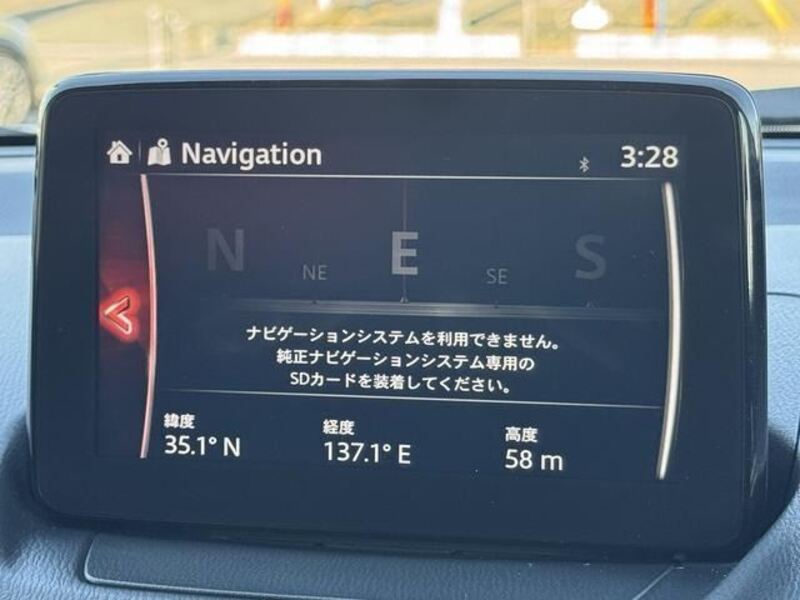 Navigation
3:28
N
NE
E
SE
S
ナビゲーションシステムを利用できません。
純正ナビゲーションシステム専用の
SDカードを装着してください。
緯度 経度 高度
35.1° N 137.1° E 58 m